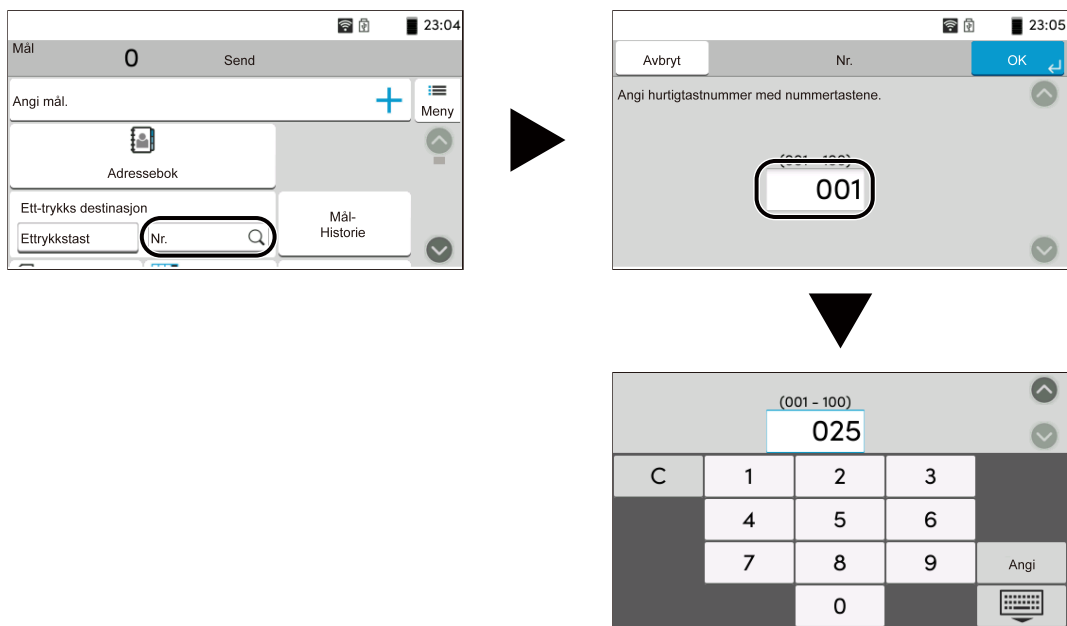 23:04
Mål
0
Send
Angi mål.
Meny
Adressebok
Ett-trykks destinasjon
Ettrykkstast
Nr.
Mål-
Historie
23:05
Avbryt
Nr.
OK
Angi hurtigtastnummer med nummertastene.
(001 - 100)
001
(001 - 100)
025
C
1
2
3
4
5
6
7
8
9
Angi
0